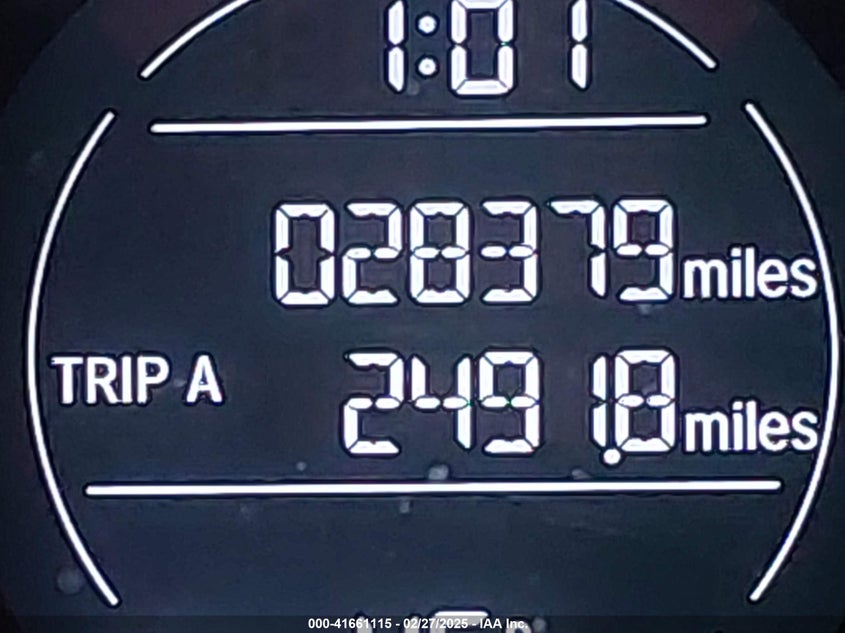 1:01
028379 miles
TRIP A 2491.8 miles
000-41661115 - 02/27/2025 - IAA Inc.